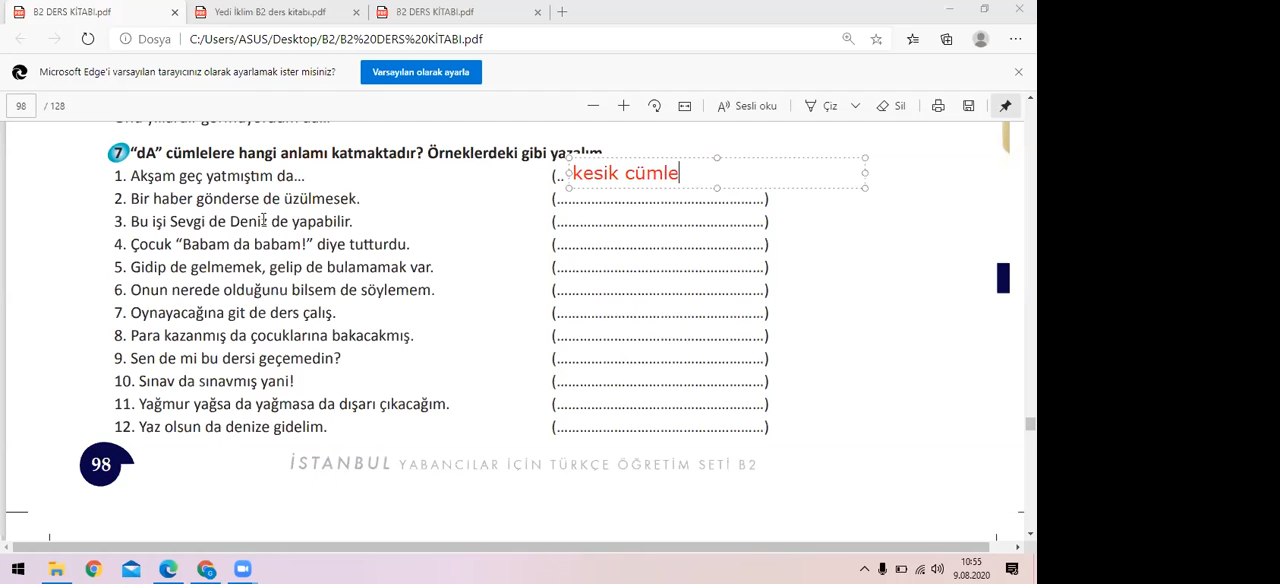 B2 DERS KİTABI.pdf
Yedi İklim B2 ders kitabı.pdf
B2 DERS KİTABI.pdf
Dosya | C:/Users/ASUS/Desktop/B2/B2%20DERS%20KİTABI.pdf
Microsoft Edge'i varsayılan tarayıcınız olarak ayarlamak ister misiniz? Varsayılan olarak ayarla
98 / 128
Sesli oku
Çiz
Sil
7 “dA” cümlelere hangi anlamı katmaktadır? Örneklerdeki gibi yazalım
1. Akşam geç yatmıştım da... (.. kesik cümle
2. Bir haber gönderse de üzülmesek. (........................................................)
3. Bu işi Sevgi de Deniz de yapabilir. (........................................................)
4. Çocuk “Babam da babam!” diye tutturdu. (........................................................)
5. Gidip de gelmemek, gelip de bulamamak var. (........................................................)
6. Onun nerede olduğunu bilsem de söylemem. (........................................................)
7. Oynayacağına git de ders çalış. (........................................................)
8. Para kazanmış da çocuklarına bakacakmış. (........................................................)
9. Sen de mi bu dersi geçemedin? (........................................................)
10. Sınav da sınavmış yani! (........................................................)
11. Yağmur yağsa da yağmasa da dışarı çıkacağım. (........................................................)
12. Yaz olsun da denize gidelim. (........................................................)
98
İSTANBUL YABANCILAR İÇİN TÜRKÇE ÖĞRETİM SETİ B2
10:55
9.08.2020